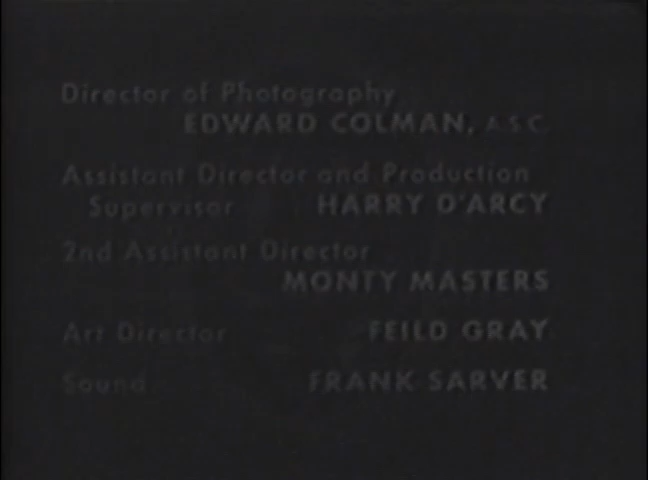 Director of Photography
EDWARD COLMAN, A.S.C.
Assistant Director and Production
Supervisor HARRY D'ARCY
2nd Assistant Director
MONTY MASTERS
Art Director FEILD GRAY
Sound FRANK SARVER